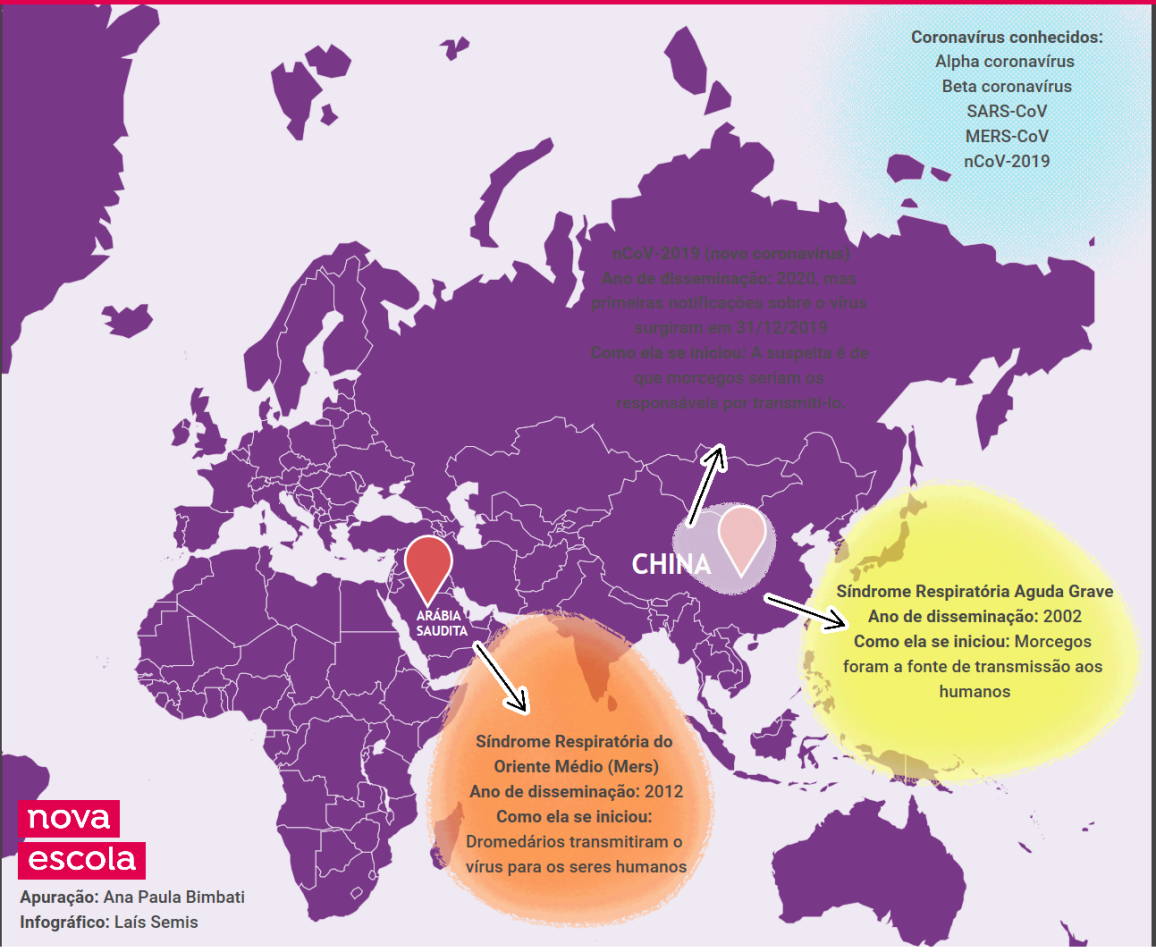 Coronavírus conhecidos:
Alpha coronavírus
Beta coronavírus
SARS-CoV
MERS-CoV
nCoV-2019
nCoV-2019 (novo coronavírus)
Ano de disseminação: 2020, mas
primeiras notificações sobre o vírus
surgiram em 31/12/2019
Como ela se iniciou: A suspeita é de
que morcegos seriam os
responsáveis por transmiti-lo.
CHINA
Síndrome Respiratória Aguda Grave
Ano de disseminação: 2002
Como ela se iniciou: Morcegos
foram a fonte de transmissão aos
humanos
ARÁBIA
SAUDITA
Síndrome Respiratória do
Oriente Médio (Mers)
Ano de disseminação: 2012
Como ela se iniciou:
Dromedários transmitiram o
vírus para os seres humanos
nova
escola
Apuração: Ana Paula Bimbati
Infográfico: Laís Semis